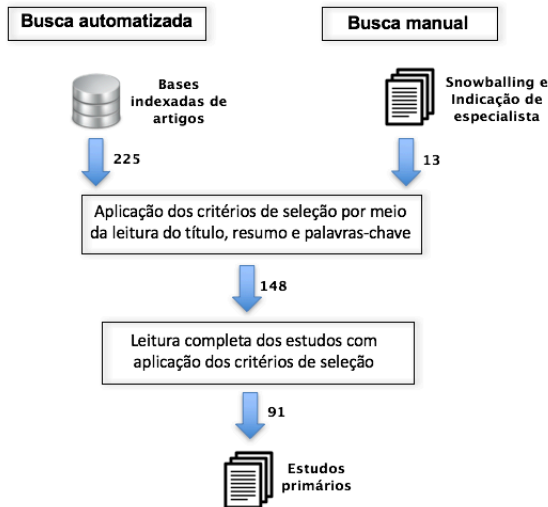 Busca automatizada
Busca manual
Bases
indexadas de
artigos
Snowballing e
Indicação de
especialista
225
13
Aplicação dos critérios de seleção por meio
da leitura do título, resumo e palavras-chave
148
Leitura completa dos estudos com
aplicação dos critérios de seleção
91
Estudos
primários